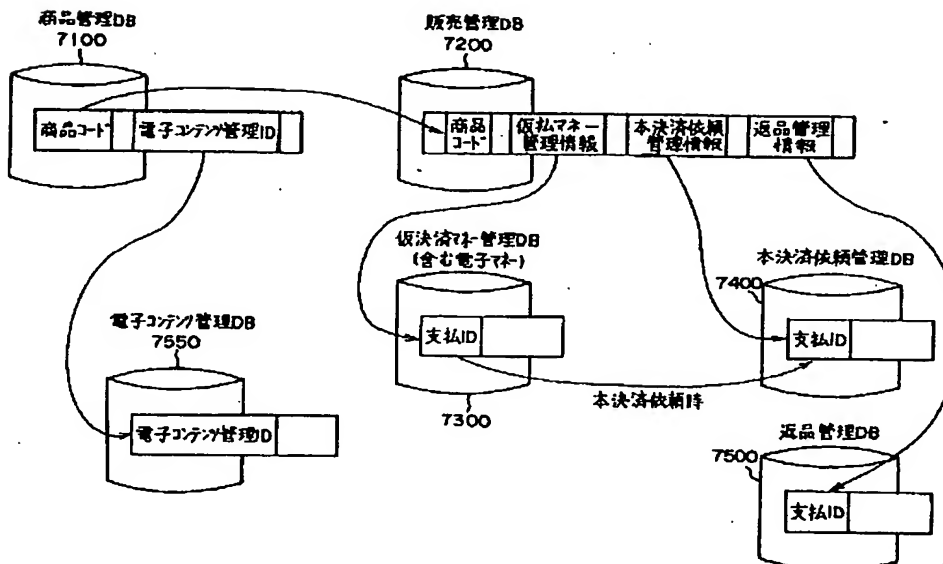 商品管理DB
7100
販売管理DB
7200
商品コード
電子コンテンツ管理ID
商品
コード
仮払マネー
管理情報
本決済依頼
管理情報
返品管理
情報
仮決済マネー管理DB
(含む電子マネー)
本決済依頼管理DB
7400
電子コンテンツ管理DB
7550
支払ID
支払ID
7300
本決済依頼時
電子コンテンツ管理ID
返品管理DB
7500
支払ID